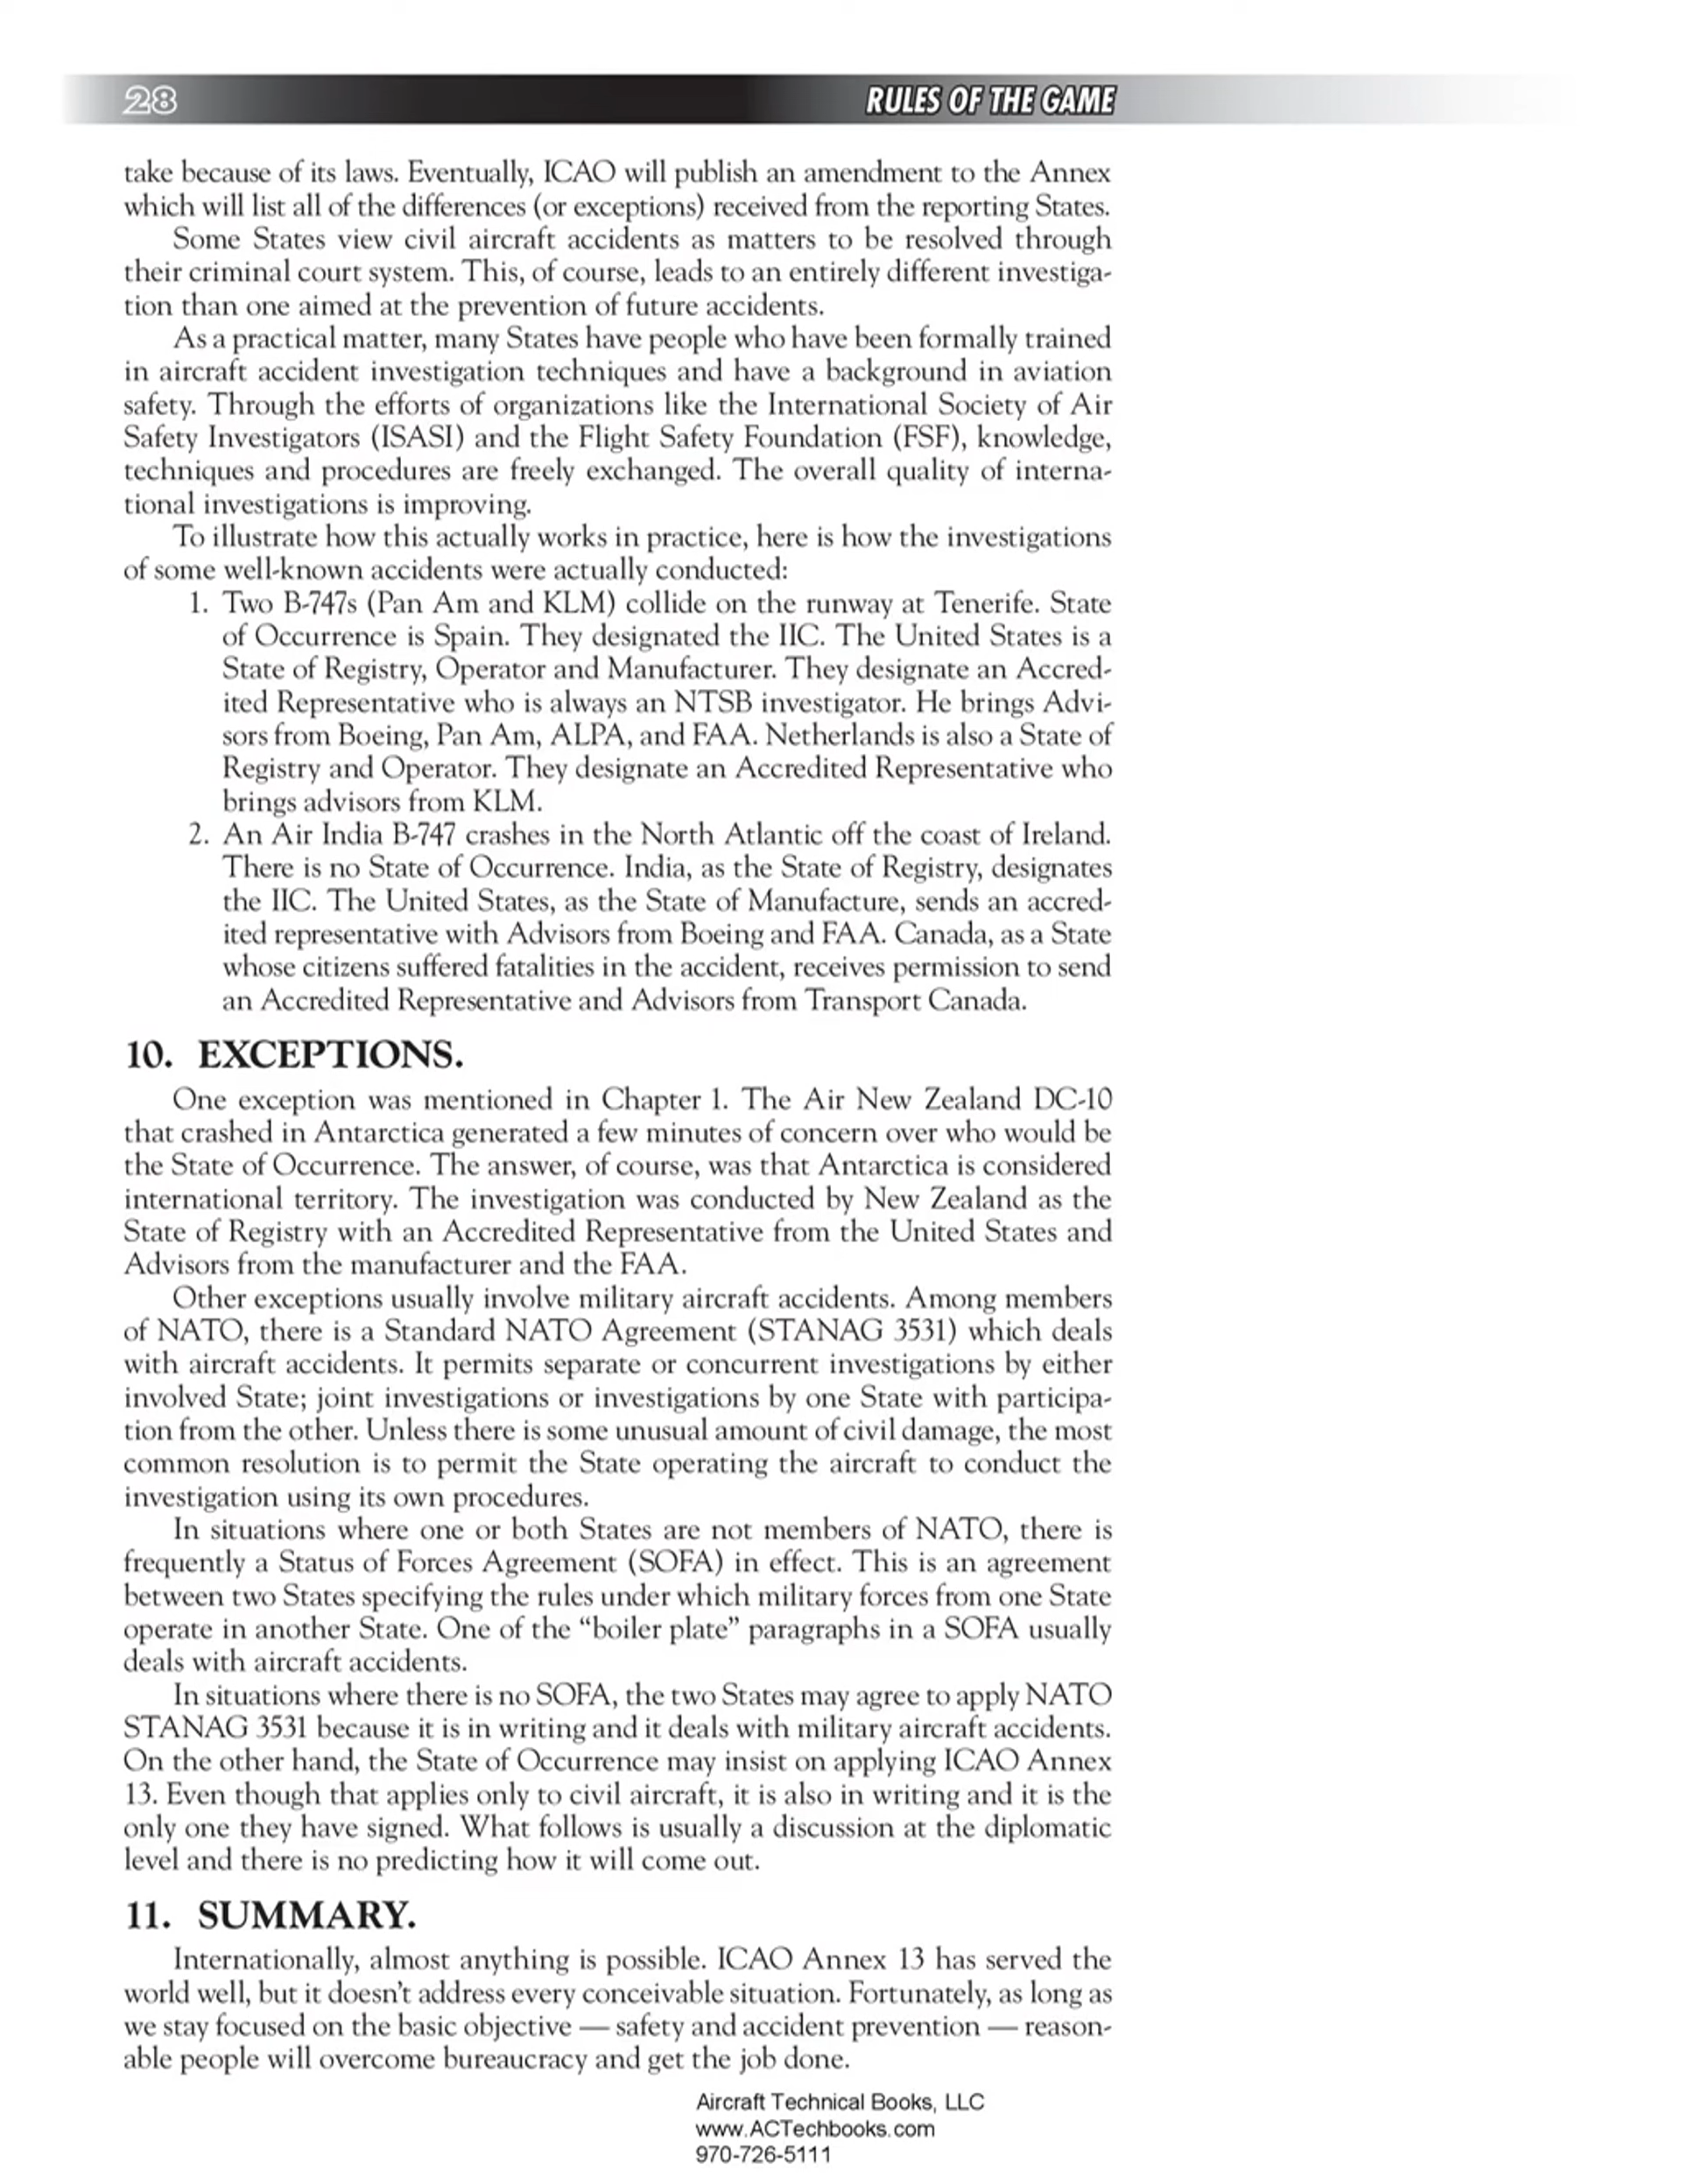 28
RULES OF THE GAME
take because of its laws. Eventually, ICAO will publish an amendment to the Annex
which will list all of the differences (or exceptions) received from the reporting States.
Some States view civil aircraft accidents as matters to be resolved through
their criminal court system. This, of course, leads to an entirely different investiga-
tion than one aimed at the prevention of future accidents.
As a practical matter, many States have people who have been formally trained
in aircraft accident investigation techniques and have a background in aviation
safety. Through the efforts of organizations like the International Society of Air
Safety Investigators (ISASI) and the Flight Safety Foundation (FSF), knowledge,
techniques and procedures are freely exchanged. The overall quality of interna-
tional investigations is improving.
To illustrate how this actually works in practice, here is how the investigations
of some well-known accidents were actually conducted:
1. Two B-747s (Pan Am and KLM) collide on the runway at Tenerife. State
of Occurrence is Spain. They designated the IIC. The United States is a
State of Registry, Operator and Manufacturer. They designate an Accred-
ited Representative who is always an NTSB investigator. He brings Advi-
sors from Boeing, Pan Am, ALPA, and FAA. Netherlands is also a State of
Registry and Operator. They designate an Accredited Representative who
brings advisors from KLM.
2. An Air India B-747 crashes in the North Atlantic off the coast of Ireland.
There is no State of Occurrence. India, as the State of Registry, designates
the IIC. The United States, as the State of Manufacture, sends an accred-
ited representative with Advisors from Boeing and FAA. Canada, as a State
whose citizens suffered fatalities in the accident, receives permission to send
an Accredited Representative and Advisors from Transport Canada.
10. EXCEPTIONS.
One exception was mentioned in Chapter 1. The Air New Zealand DC-10
that crashed in Antarctica generated a few minutes of concern over who would be
the State of Occurrence. The answer, of course, was that Antarctica is considered
international territory. The investigation was conducted by New Zealand as the
State of Registry with an Accredited Representative from the United States and
Advisors from the manufacturer and the FAA.
Other exceptions usually involve military aircraft accidents. Among members
of NATO, there is a Standard NATO Agreement (STANAG 3531) which deals
with aircraft accidents. It permits separate or concurrent investigations by either
involved State; joint investigations or investigations by one State with participa-
tion from the other. Unless there is some unusual amount of civil damage, the most
common resolution is to permit the State operating the aircraft to conduct the
investigation using its own procedures.
In situations where one or both States are not members of NATO, there is
frequently a Status of Forces Agreement (SOFA) in effect. This is an agreement
between two States specifying the rules under which military forces from one State
operate in another State. One of the “boiler plate” paragraphs in a SOFA usually
deals with aircraft accidents.
In situations where there is no SOFA, the two States may agree to apply NATO
STANAG 3531 because it is in writing and it deals with military aircraft accidents.
On the other hand, the State of Occurrence may insist on applying ICAO Annex
13. Even though that applies only to civil aircraft, it is also in writing and it is the
only one they have signed. What follows is usually a discussion at the diplomatic
level and there is no predicting how it will come out.
11. SUMMARY.
Internationally, almost anything is possible. ICAO Annex 13 has served the
world well, but it doesn’t address every conceivable situation. Fortunately, as long as
we stay focused on the basic objective — safety and accident prevention — reason-
able people will overcome bureaucracy and get the job done.
Aircraft Technical Books, LLC
www.ACTechbooks.com
970-726-5111